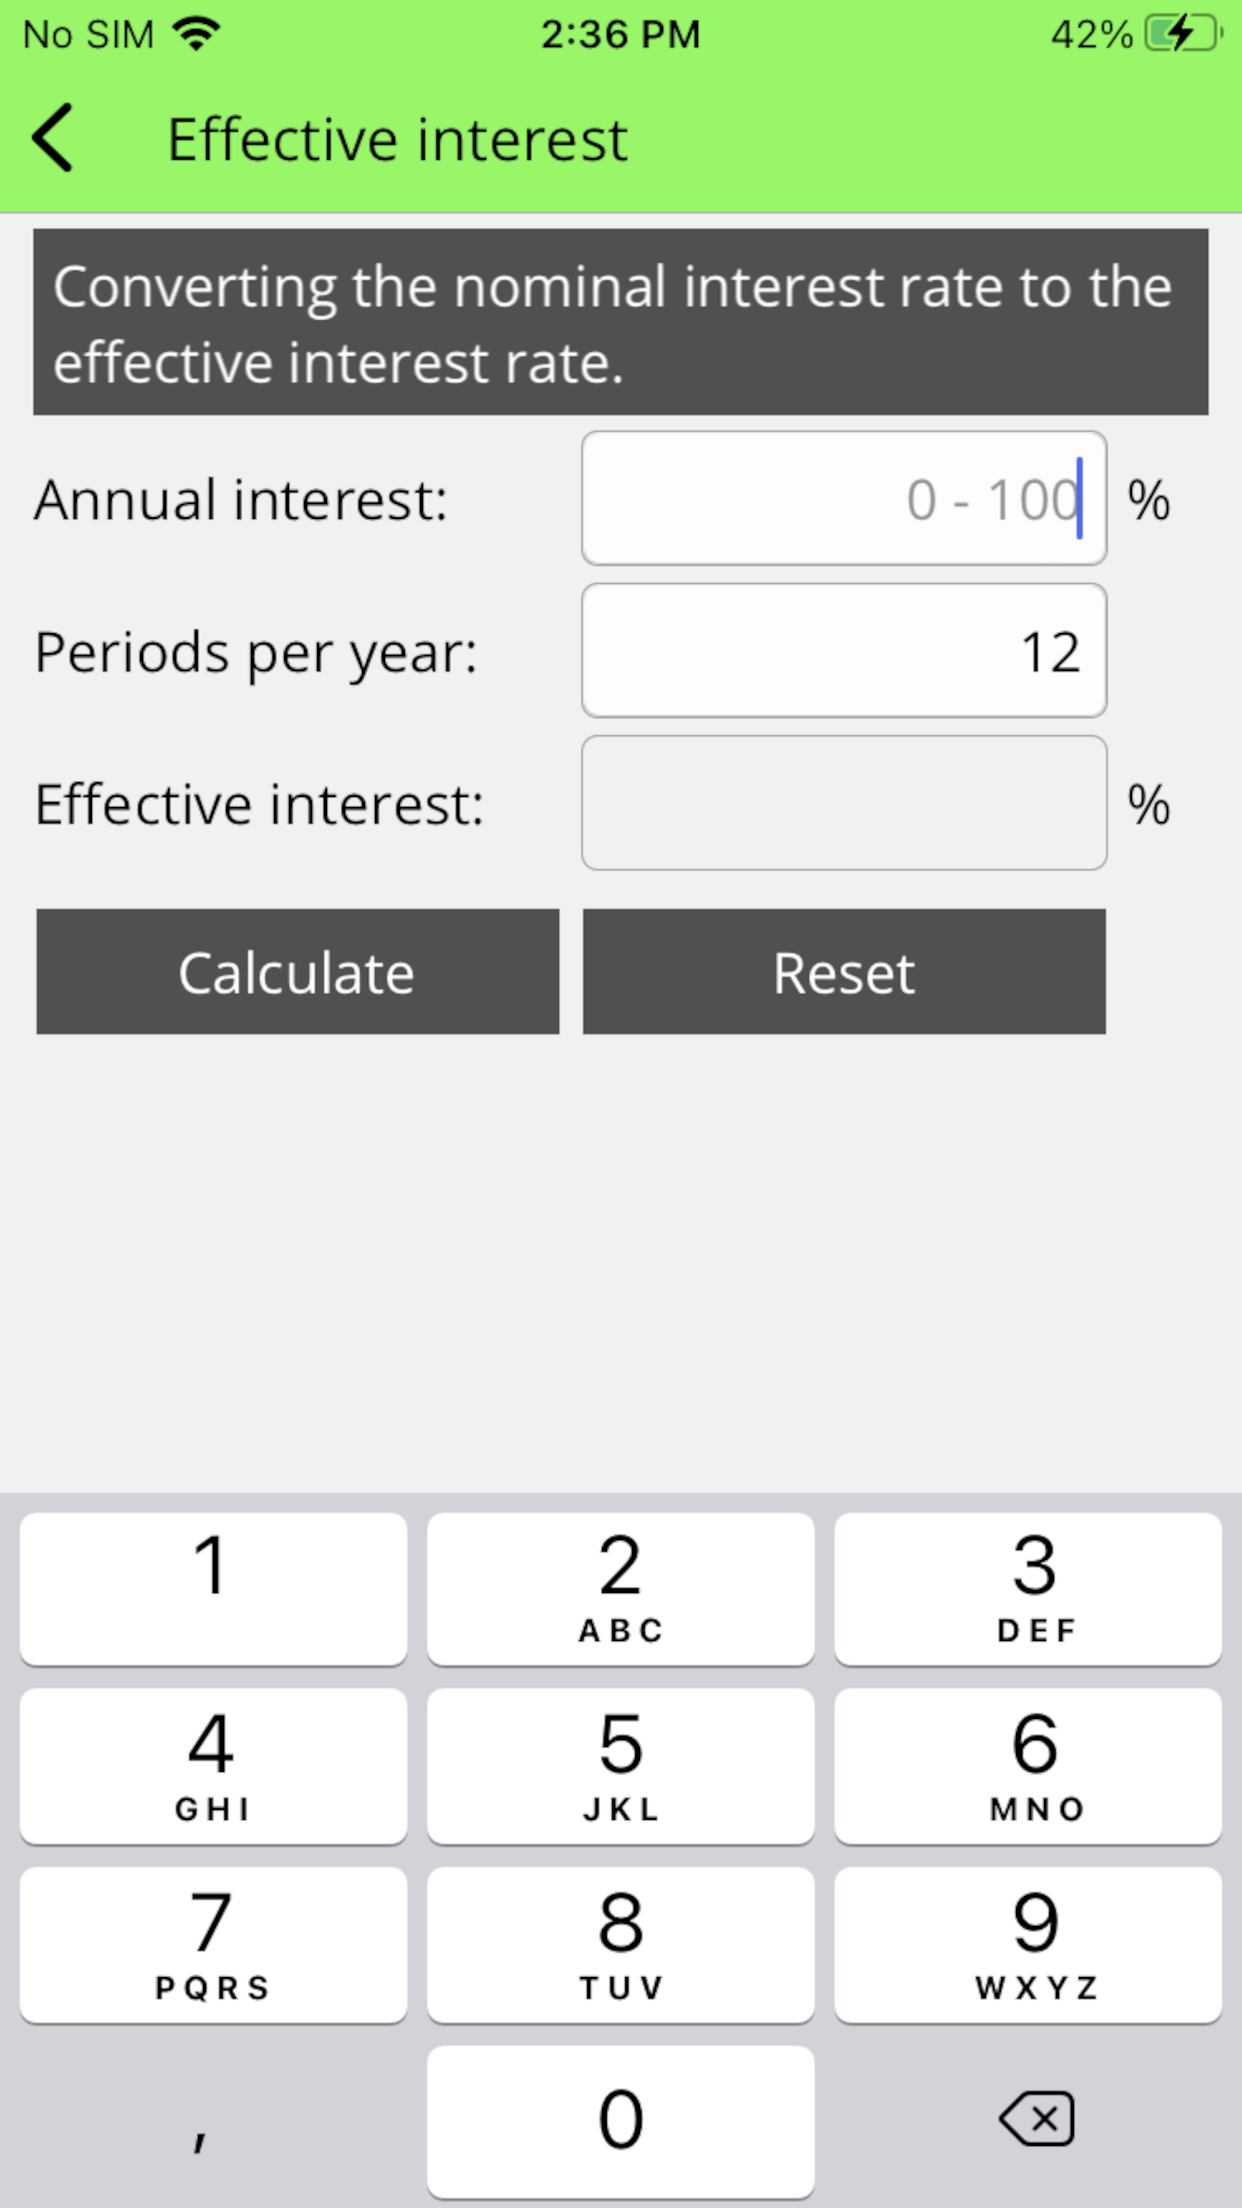 No SIM 2:36 PM 42%
Effective interest
Converting the nominal interest rate to the
effective interest rate.
Annual interest: 0 - 100 %
Periods per year: 12
Effective interest: %
Calculate Reset
1 2 3
ABC DEF
4 5 6
GHI JKL MNO
7 8 9
PQRS TUV WXYZ
, 0